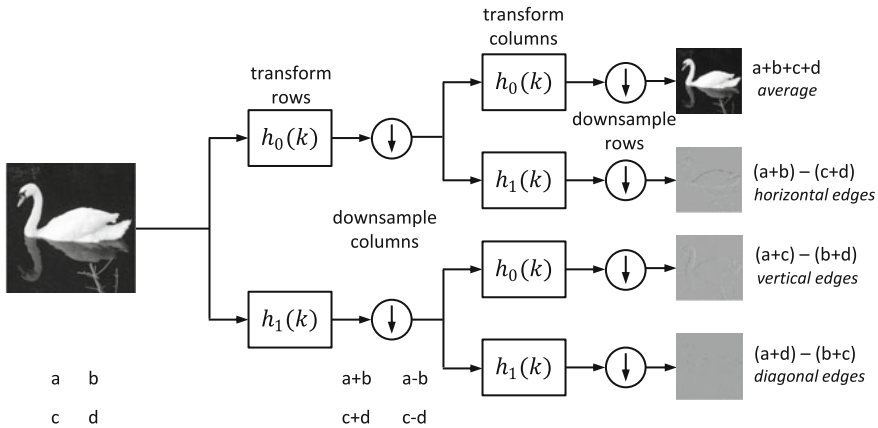 transform
columns
transform
rows
h₀(k)
a+b+c+d
average
h₀(k)
downsample
rows
h₁(k)
(a+b) – (c+d)
horizontal edges
downsample
columns
h₀(k)
(a+c) – (b+d)
vertical edges
h₁(k)
h₁(k)
(a+d) – (b+c)
diagonal edges
a b
a+b a-b
c d
c+d c-d